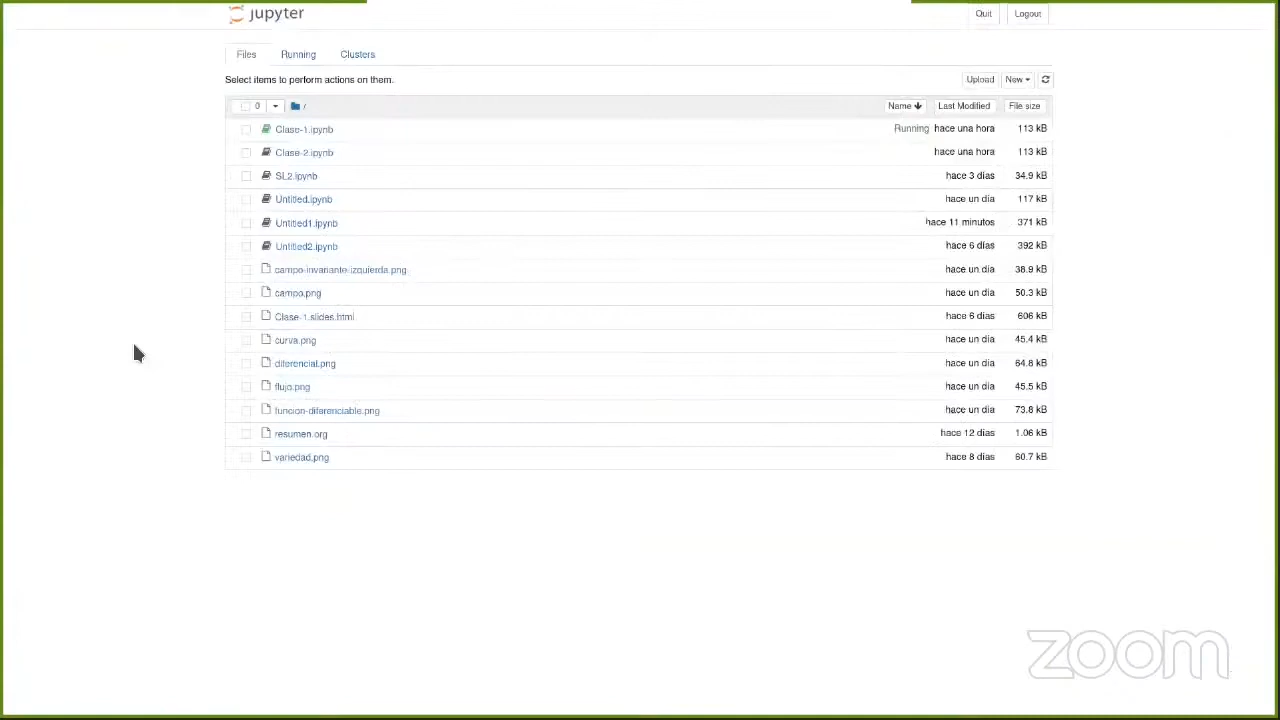 jupyter
Quit Logout
Files Running Clusters
Select items to perform actions on them.
Upload New
0 / Name Last Modified File size
Clase-1.ipynb Running hace una hora 113 kB
Clase-2.ipynb hace una hora 113 kB
SL2.ipynb hace 3 días 34.9 kB
Untitled.ipynb hace un día 117 kB
Untitled1.ipynb hace 11 minutos 371 kB
Untitled2.ipynb hace 6 días 392 kB
campo-invariante-izquierda.png hace un día 38.9 kB
campo.png hace un día 50.3 kB
Clase-1.slides.html hace 6 días 606 kB
curva.png hace un día 45.4 kB
diferencial.png hace un día 64.8 kB
flujo.png hace un día 45.5 kB
funcion-diferenciable.png hace un día 73.8 kB
resumen.org hace 12 días 1.06 kB
variedad.png hace 8 días 60.7 kB
zoom